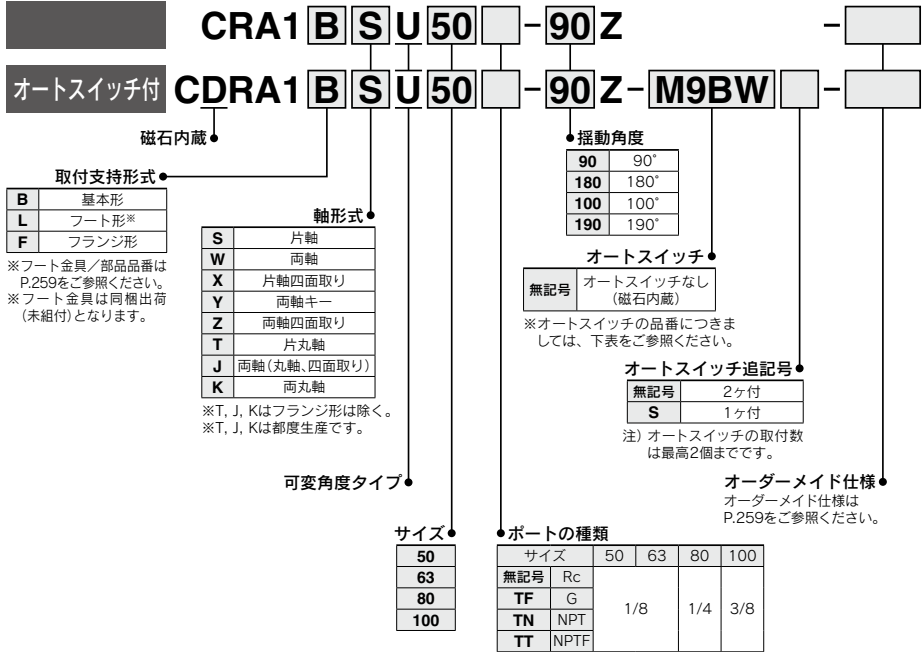 CRA1 B S U 50 - 90 Z -
オートスイッチ付 CDRA1 B S U 50 - 90 Z - M9BW -
磁石内蔵
取付支持形式
B 基本形
L フート形※
F フランジ形
※フート金具／部品品番は
P.259をご参照ください。
※フート金具は同梱出荷
（未組付）となります。
軸形式
S 片軸
W 両軸
X 片軸四面取り
Y 両軸キー
Z 両軸四面取り
T 片丸軸
J 両軸（丸軸、四面取り）
K 両丸軸
※T, J, Kはフランジ形は除く。
※T, J, Kは都度生産です。
可変角度タイプ
サイズ
50
63
80
100
ポートの種類
サイズ 50 63 80 100
無記号 Rc 1/8 1/4 3/8
TF G
TN NPT
TT NPTF
揺動角度
90 90°
180 180°
100 100°
190 190°
オートスイッチ
無記号 オートスイッチなし
（磁石内蔵）
※オートスイッチの品番につきま
しては、下表をご参照ください。
オートスイッチ追記号
無記号 2ヶ付
S 1ヶ付
注）オートスイッチの取付数
は最高2個までです。
オーダーメイド仕様
オーダーメイド仕様は
P.259をご参照ください。